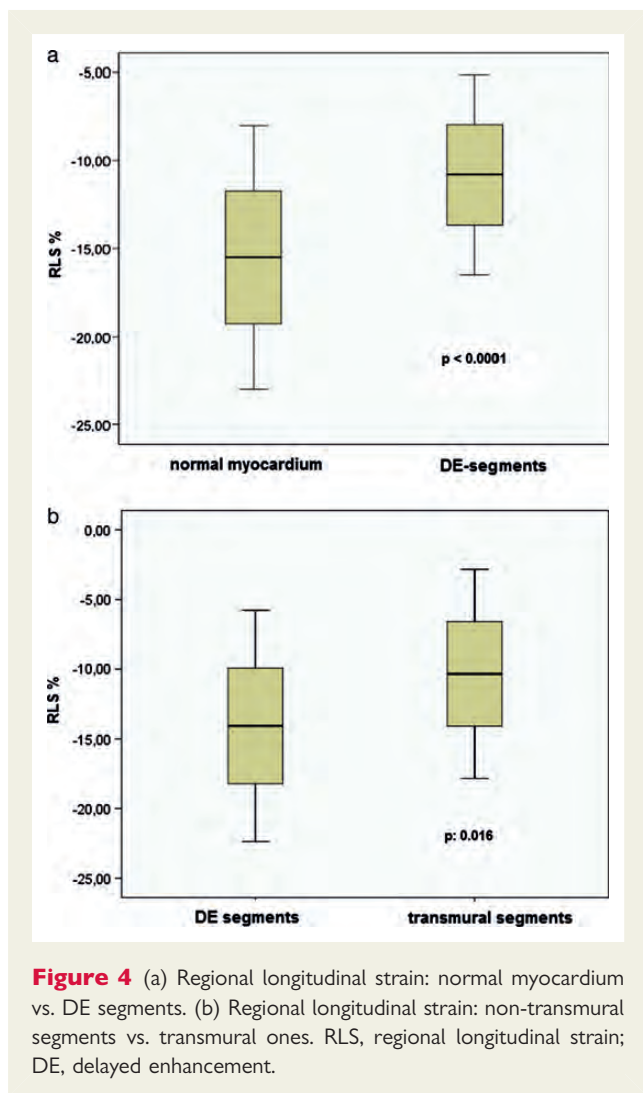 a
-5,00
-10,00
-15,00
-20,00
-25,00
RLS %
p < 0.0001
normal myocardium DE-segments
b
0,00
-5,00
-10,00
-15,00
-20,00
-25,00
RLS %
p: 0.016
DE segments transmural segments
Figure 4 (a) Regional longitudinal strain: normal myocardium
vs. DE segments. (b) Regional longitudinal strain: non-transmural
segments vs. transmural ones. RLS, regional longitudinal strain;
DE, delayed enhancement.